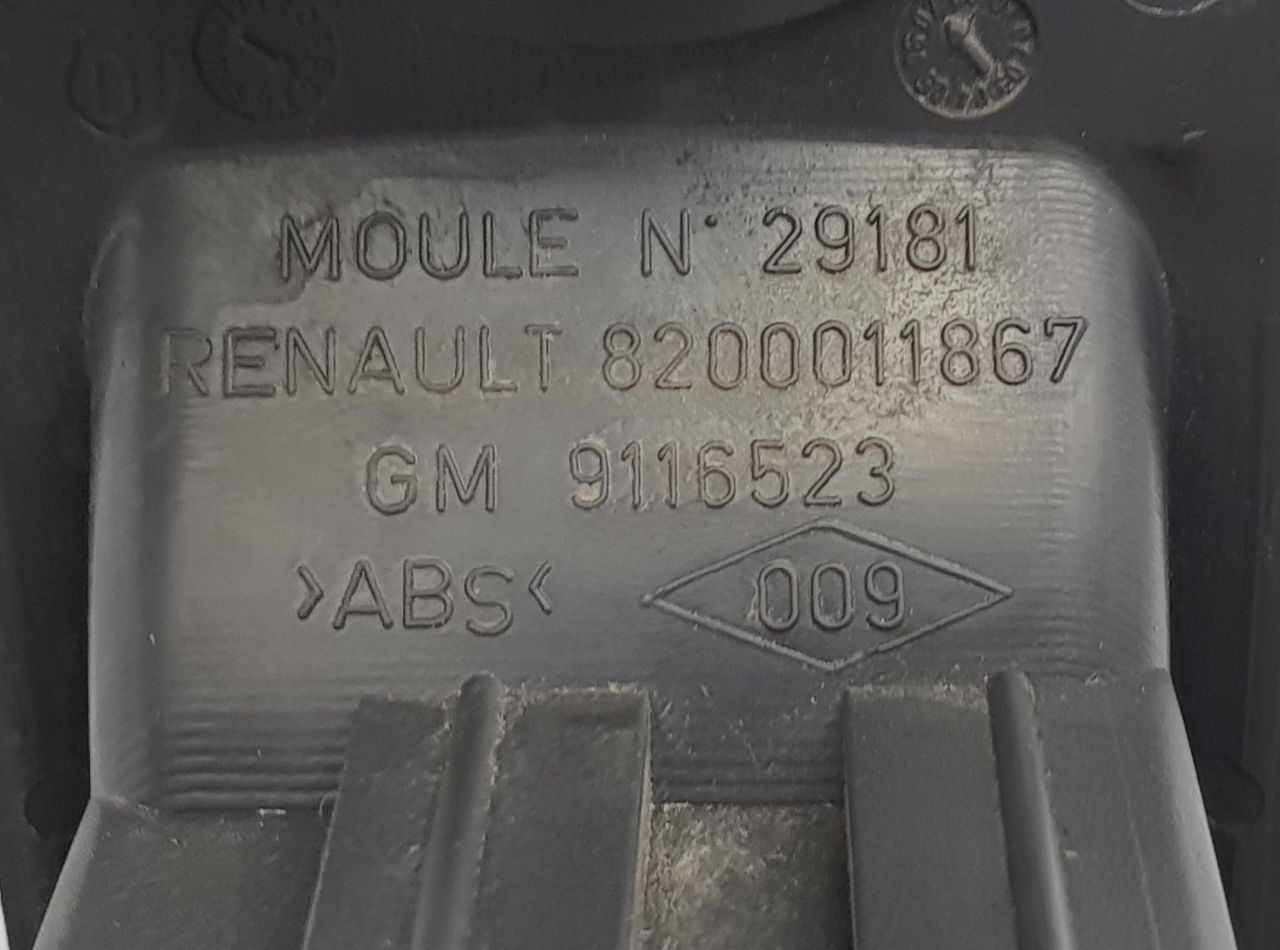 MOULE N° 29181
RENAULT 8200011867
GM 9116523
>ABS< 009